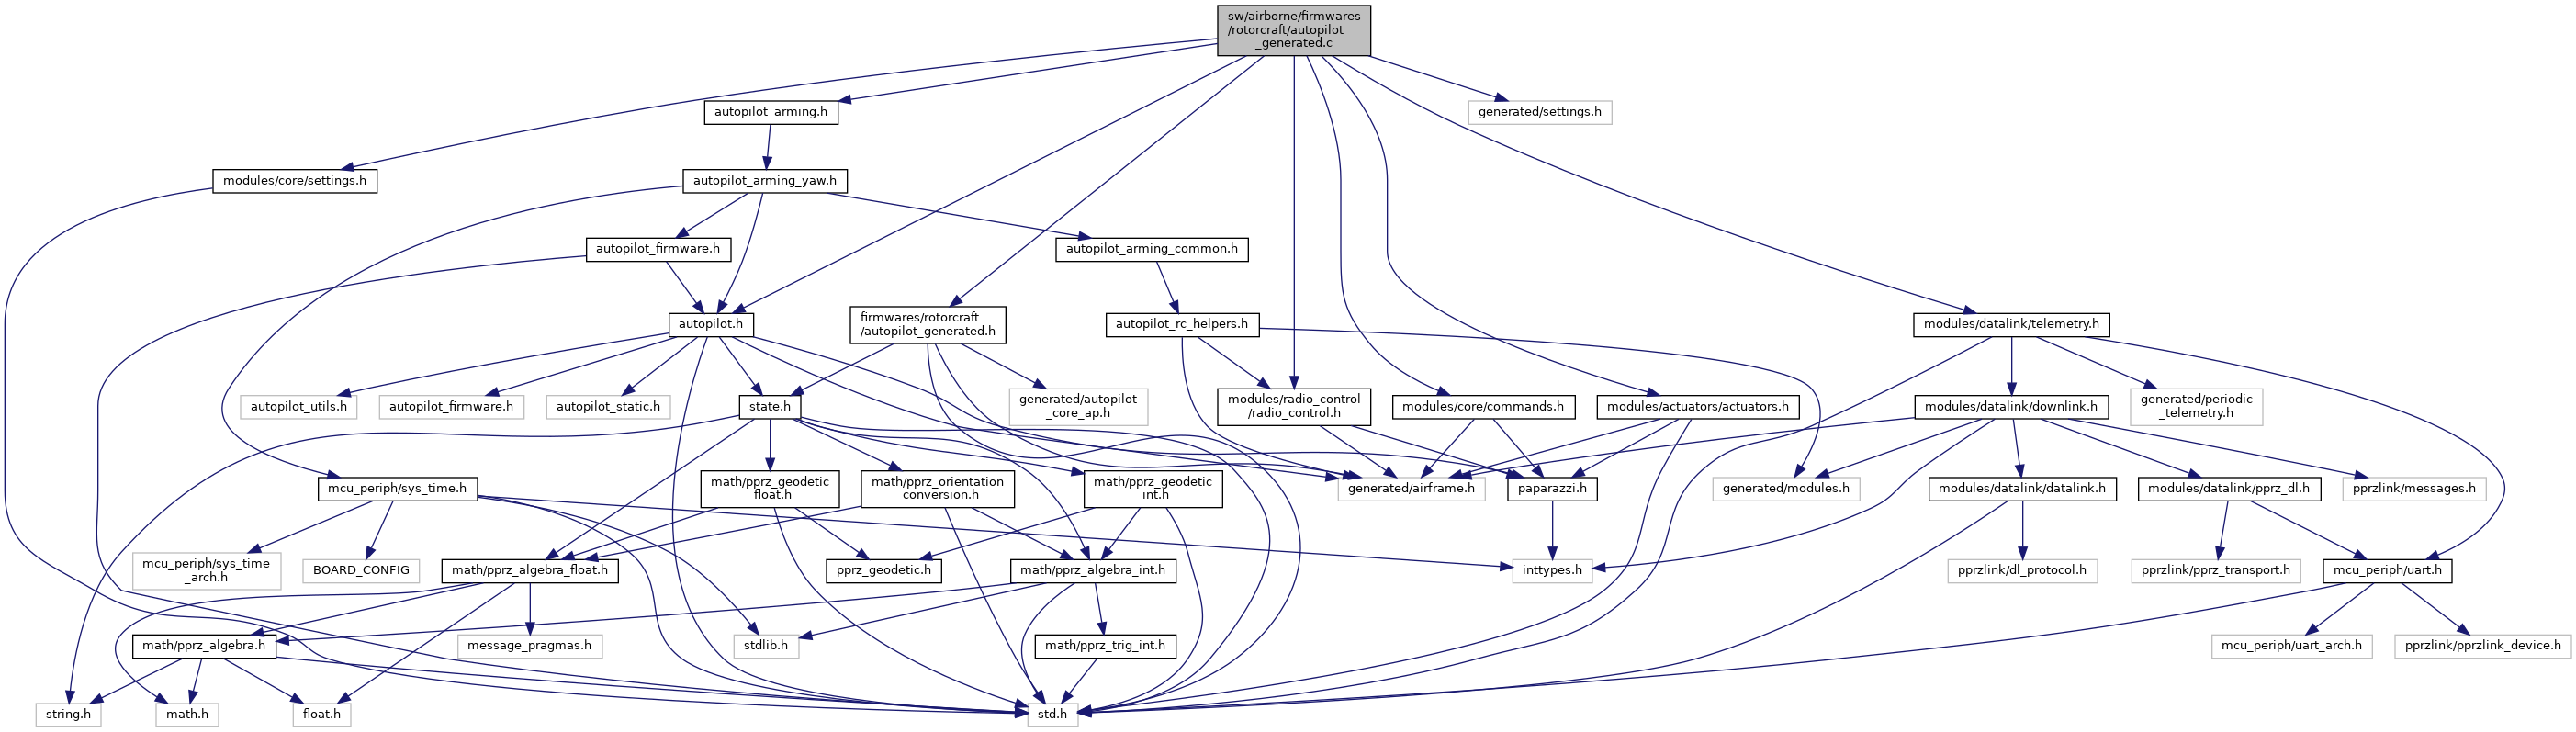 sw/airborne/firmwares
/rotorcraft/autopilot
_generated.c
autopilot_arming.h
generated/settings.h
modules/core/settings.h
autopilot_arming_yaw.h
autopilot_firmware.h
autopilot_arming_common.h
autopilot.h
firmwares/rotorcraft
/autopilot_generated.h
autopilot_rc_helpers.h
modules/datalink/telemetry.h
autopilot_utils.h
autopilot_firmware.h
autopilot_static.h
state.h
generated/autopilot
_core_ap.h
modules/radio_control
/radio_control.h
modules/core/commands.h
modules/actuators/actuators.h
modules/datalink/downlink.h
generated/periodic
_telemetry.h
mcu_periph/sys_time.h
math/pprz_geodetic
_float.h
math/pprz_orientation
_conversion.h
math/pprz_geodetic
_int.h
generated/airframe.h
paparazzi.h
generated/modules.h
modules/datalink/datalink.h
modules/datalink/pprz_dl.h
pprzlink/messages.h
mcu_periph/sys_time
_arch.h
BOARD_CONFIG
math/pprz_algebra_float.h
pprz_geodetic.h
math/pprz_algebra_int.h
inttypes.h
pprzlink/dl_protocol.h
pprzlink/pprz_transport.h
mcu_periph/uart.h
math/pprz_algebra.h
message_pragmas.h
stdlib.h
math/pprz_trig_int.h
mcu_periph/uart_arch.h
pprzlink/pprzlink_device.h
string.h
math.h
float.h
std.h